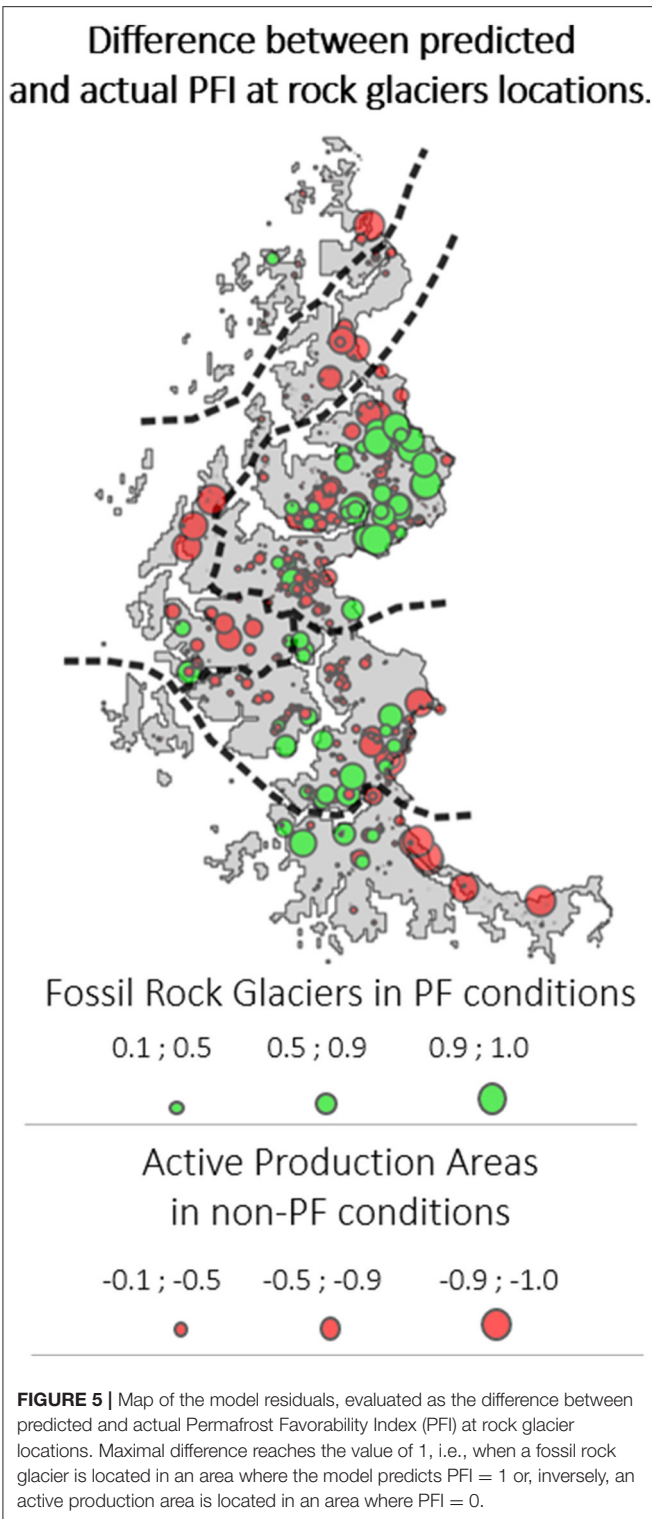 Difference between predicted
and actual PFI at rock glaciers locations.
Fossil Rock Glaciers in PF conditions
0.1 ; 0.5 0.5 ; 0.9 0.9 ; 1.0
Active Production Areas
in non-PF conditions
-0.1 ; -0.5 -0.5 ; -0.9 -0.9 ; -1.0
FIGURE 5 | Map of the model residuals, evaluated as the difference between
predicted and actual Permafrost Favorability Index (PFI) at rock glacier
locations. Maximal difference reaches the value of 1, i.e., when a fossil rock
glacier is located in an area where the model predicts PFI = 1 or, inversely, an
active production area is located in an area where PFI = 0.